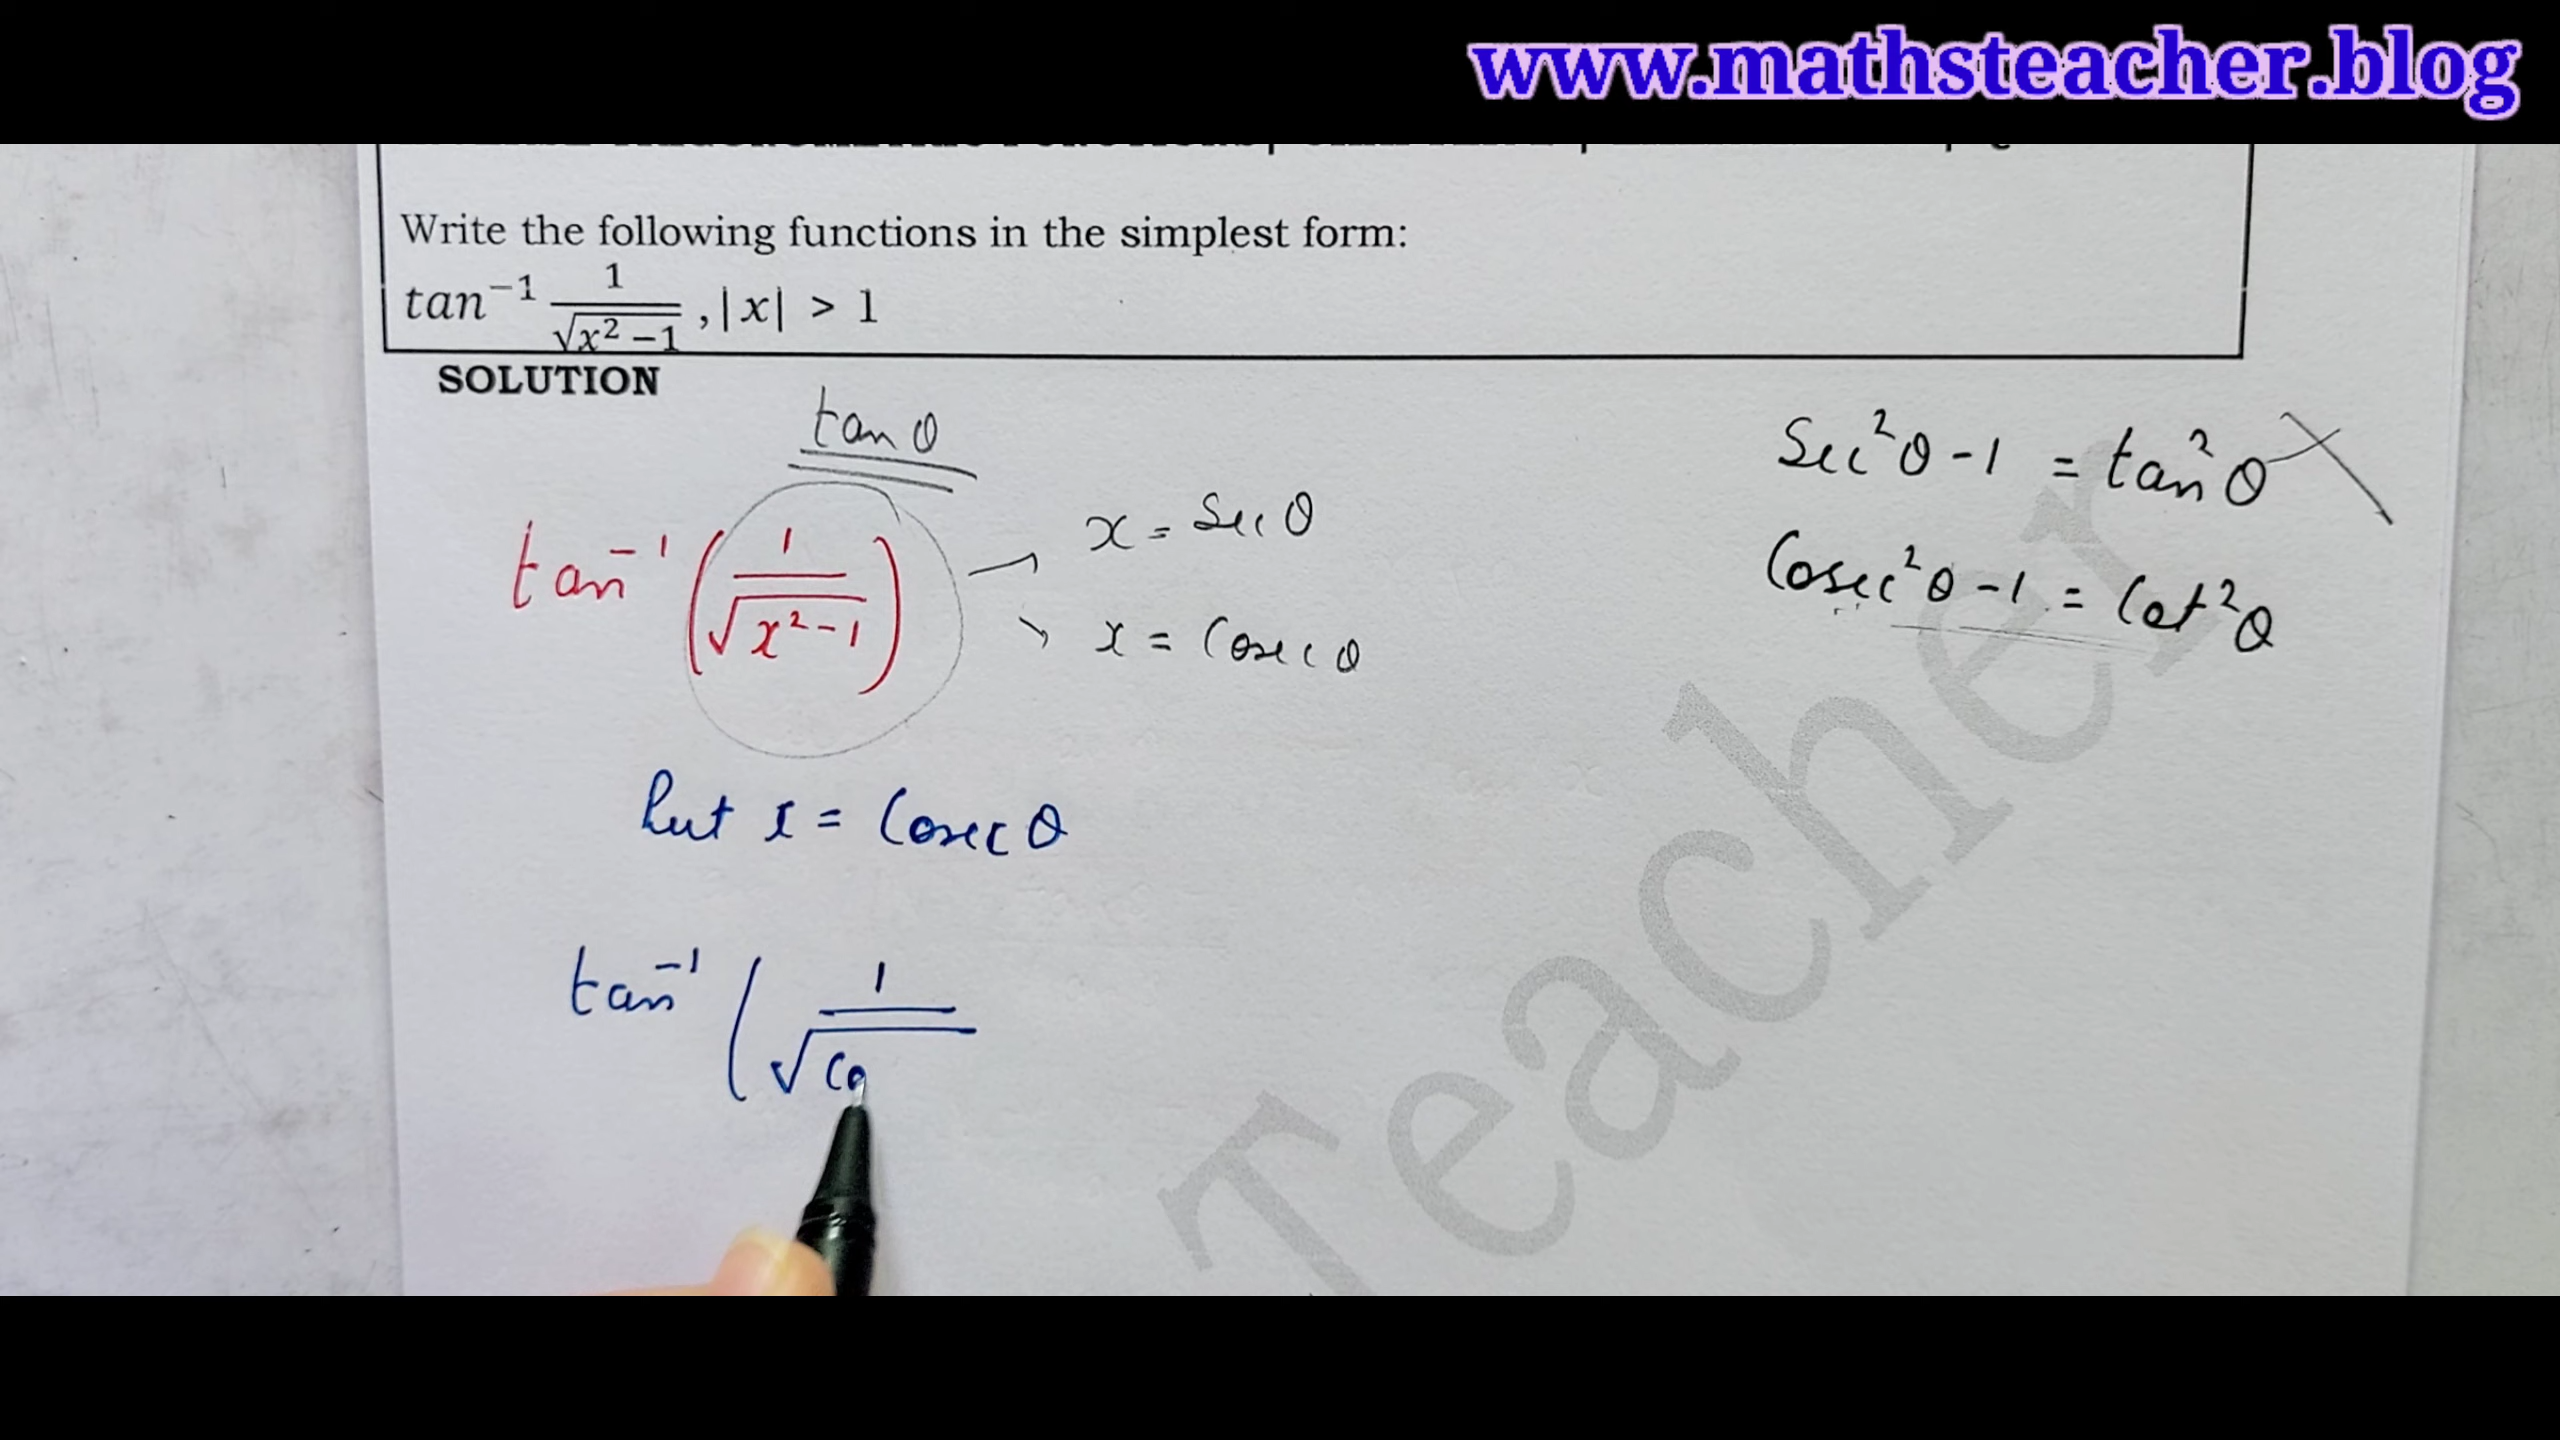 www.mathsteacher.blog
Write the following functions in the simplest form:
tan⁻¹ 1/√(x²−1), |x| > 1
SOLUTION
tan θ
Sec²θ - 1 = tan²θ
tan⁻¹ (1/√(x²-1))
x = Sec θ
x = Cosec θ
Cosec²θ - 1 = Cot²θ
Put x = Cosec θ
tan⁻¹ (1/√Co
Teacher